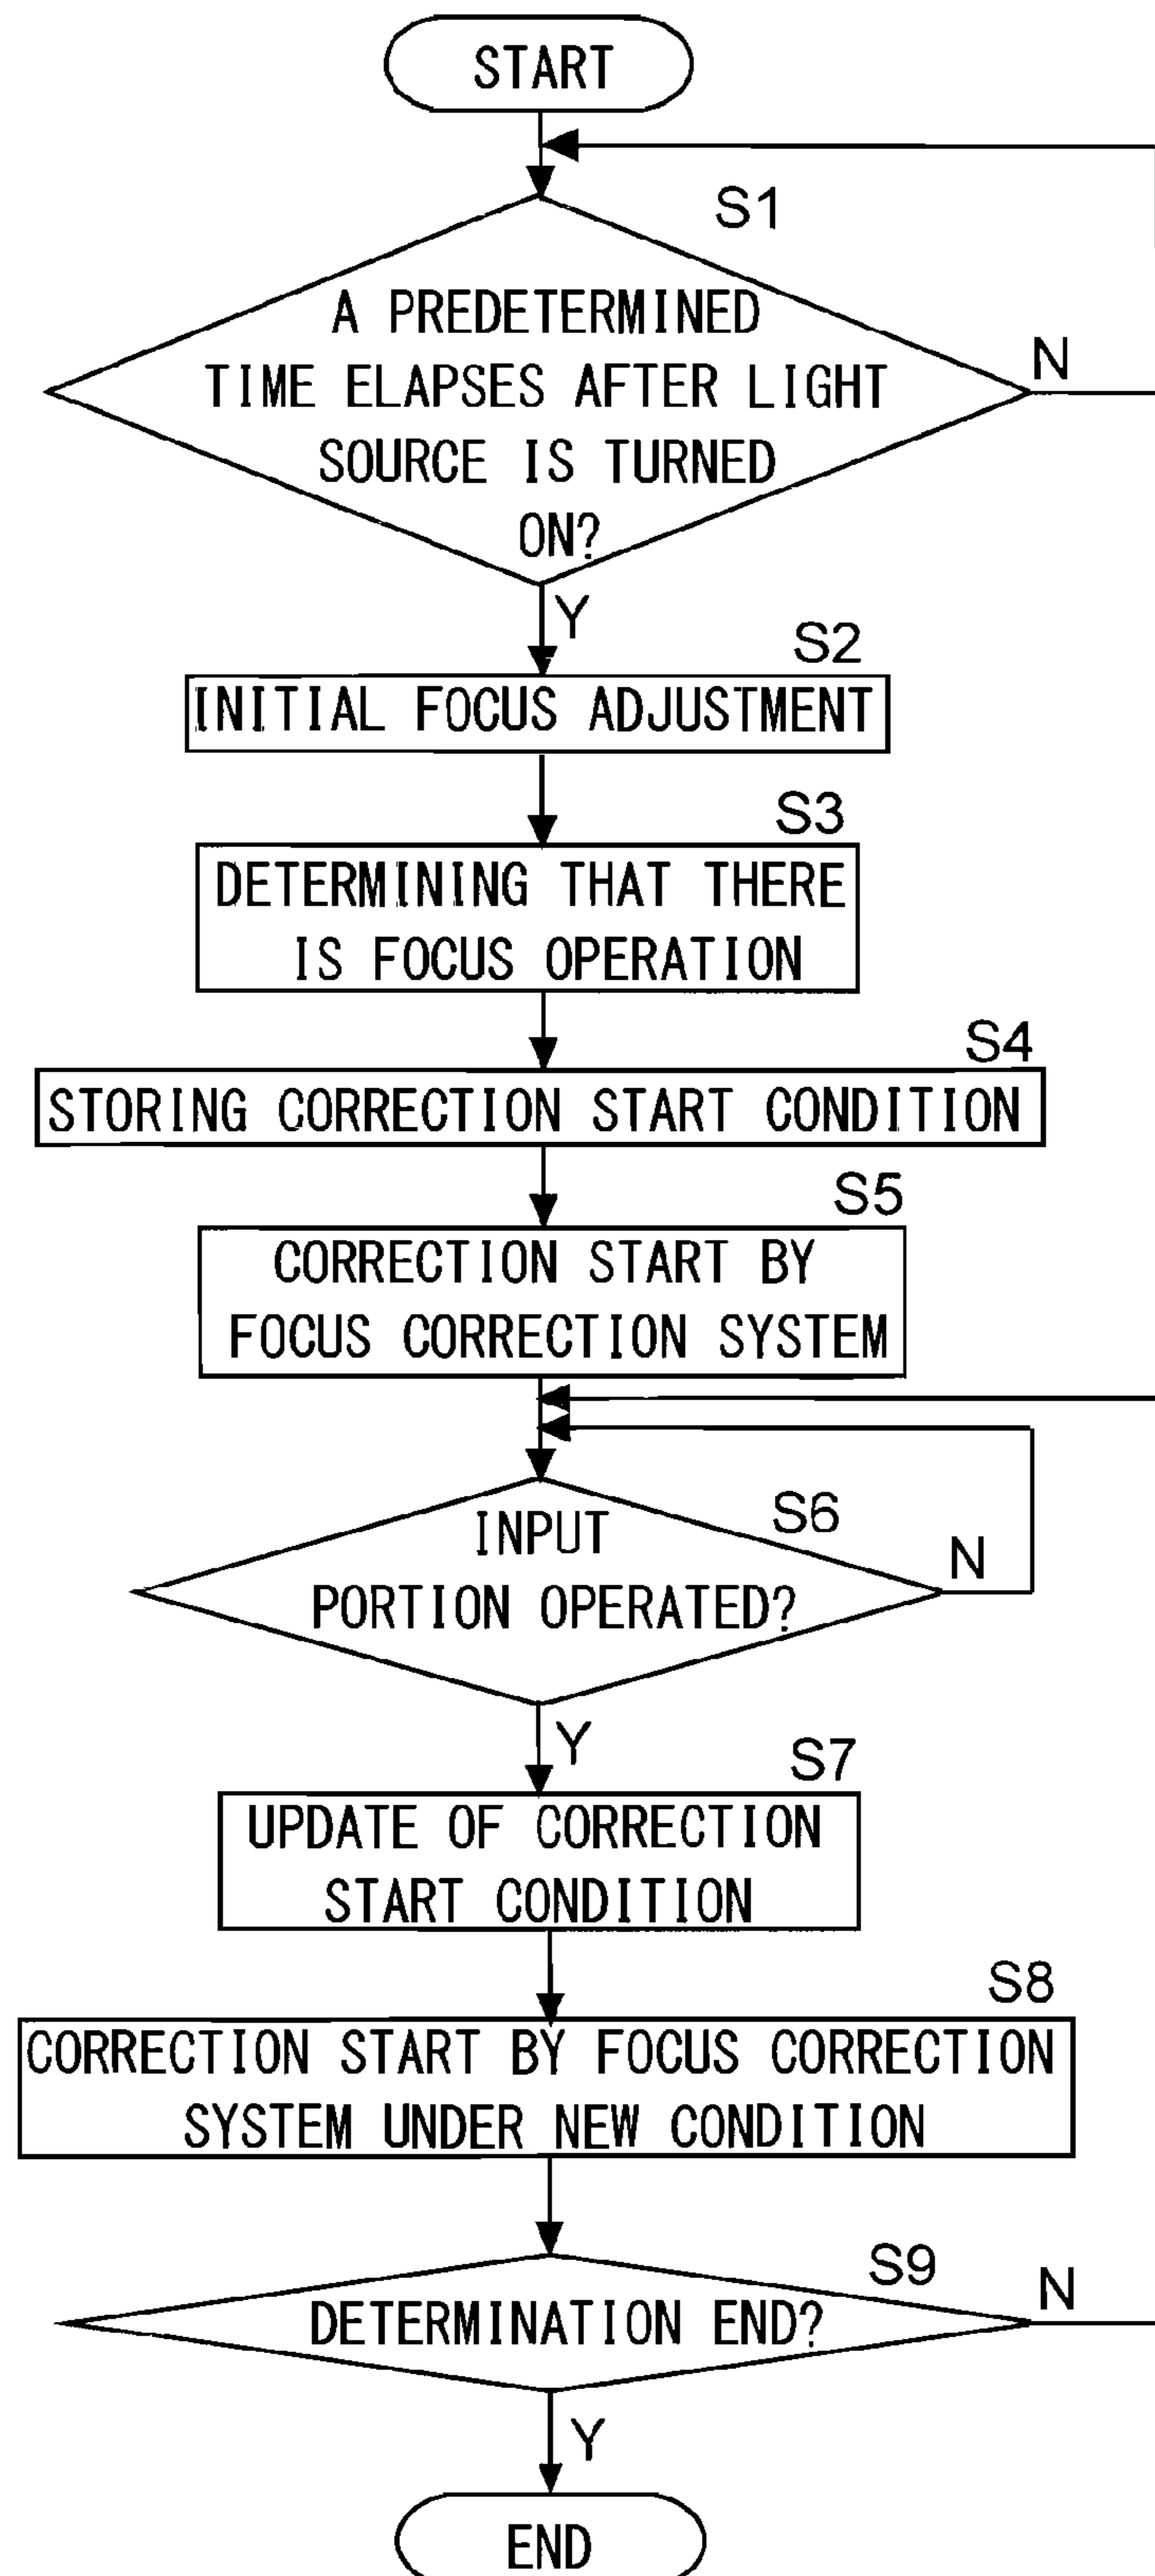 START
S1
A PREDETERMINED
TIME ELAPSES AFTER LIGHT
SOURCE IS TURNED
ON?
N
Y
S2
INITIAL FOCUS ADJUSTMENT
S3
DETERMINING THAT THERE
IS FOCUS OPERATION
S4
STORING CORRECTION START CONDITION
S5
CORRECTION START BY
FOCUS CORRECTION SYSTEM
S6
INPUT
PORTION OPERATED?
N
Y
S7
UPDATE OF CORRECTION
START CONDITION
S8
CORRECTION START BY FOCUS CORRECTION
SYSTEM UNDER NEW CONDITION
S9
DETERMINATION END?
N
Y
END